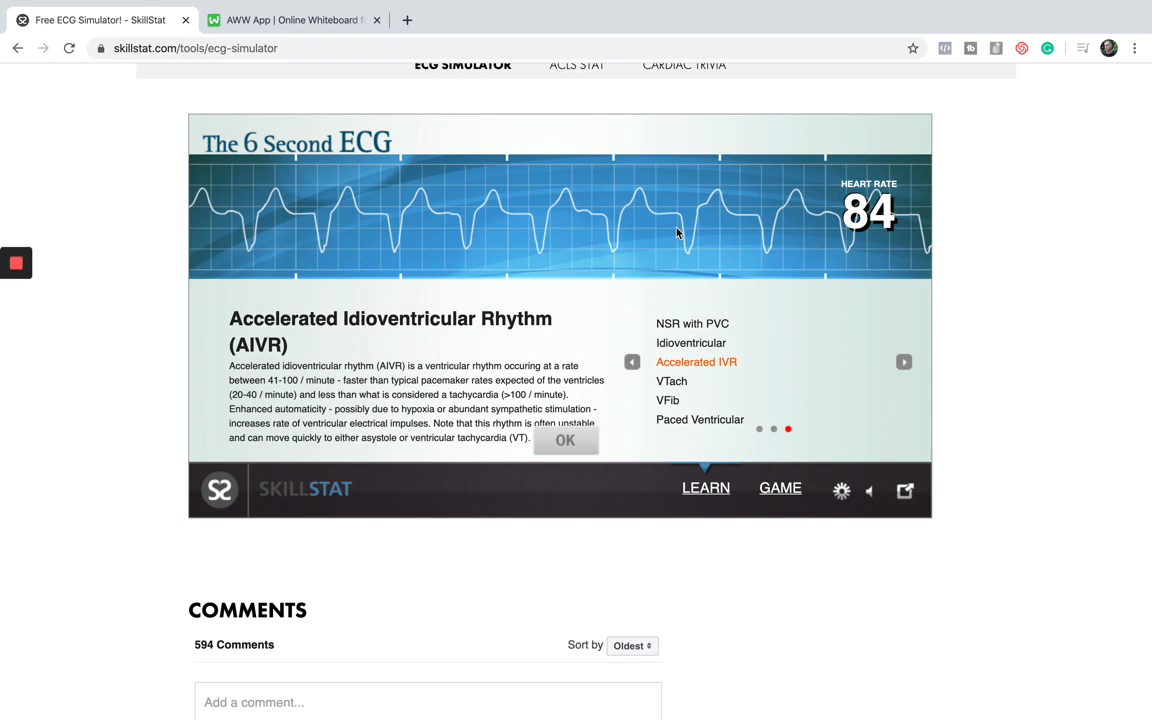 Free ECG Simulator! - SkillStat
AWW App | Online Whiteboard f
skillstat.com/tools/ecg-simulator
ECG SIMULATOR ACLS STAT CARDIAC TRIVIA
The 6 Second ECG
HEART RATE
84
Accelerated Idioventricular Rhythm
(AIVR)
Accelerated idioventricular rhythm (AIVR) is a ventricular rhythm occuring at a rate
between 41-100 / minute - faster than typical pacemaker rates expected of the ventricles
(20-40 / minute) and less than what is considered a tachycardia (>100 / minute).
Enhanced automaticity - possibly due to hypoxia or abundant sympathetic stimulation -
increases rate of ventricular electrical impulses. Note that this rhythm is often unstable
and can move quickly to either asystole or ventricular tachycardia (VT).
OK
NSR with PVC
Idioventricular
Accelerated IVR
VTach
VFib
Paced Ventricular
SKILLSTAT
LEARN GAME
COMMENTS
594 Comments
Sort by Oldest
Add a comment...